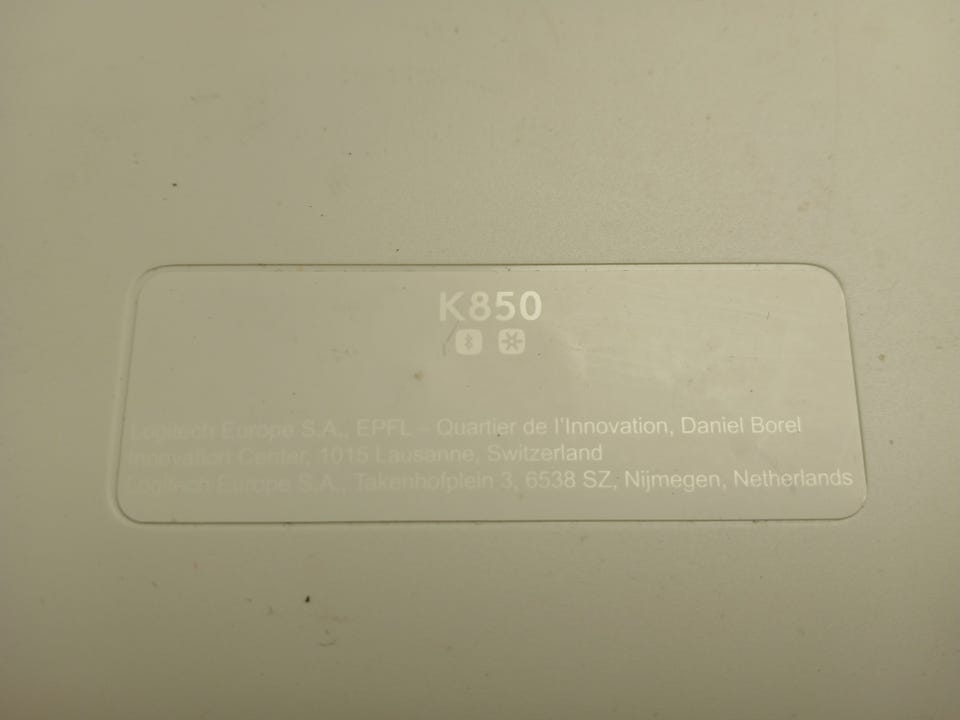 K850
Logitech Europe S.A., EPFL – Quartier de l'Innovation, Daniel Borel
Innovation Center, 1015 Lausanne, Switzerland
Logitech Europe S.A., Takenhofplein 3, 6538 SZ, Nijmegen, Netherlands